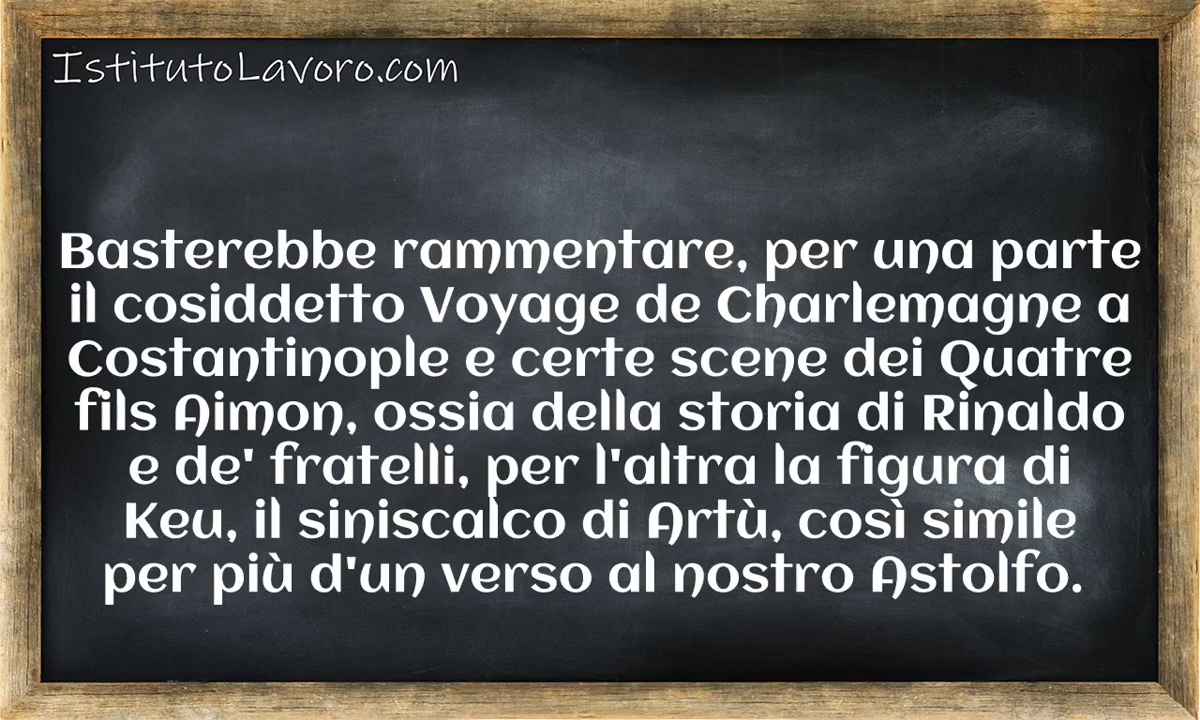 IstitutoLavoro.com
Basterebbe rammentare, per una parte
il cosiddetto Voyage de Charlemagne a
Costantinople e certe scene dei Quatre
fils Aimon, ossia della storia di Rinaldo
e de' fratelli, per l'altra la figura di
Keu, il siniscalco di Artù, così simile
per più d'un verso al nostro Astolfo.